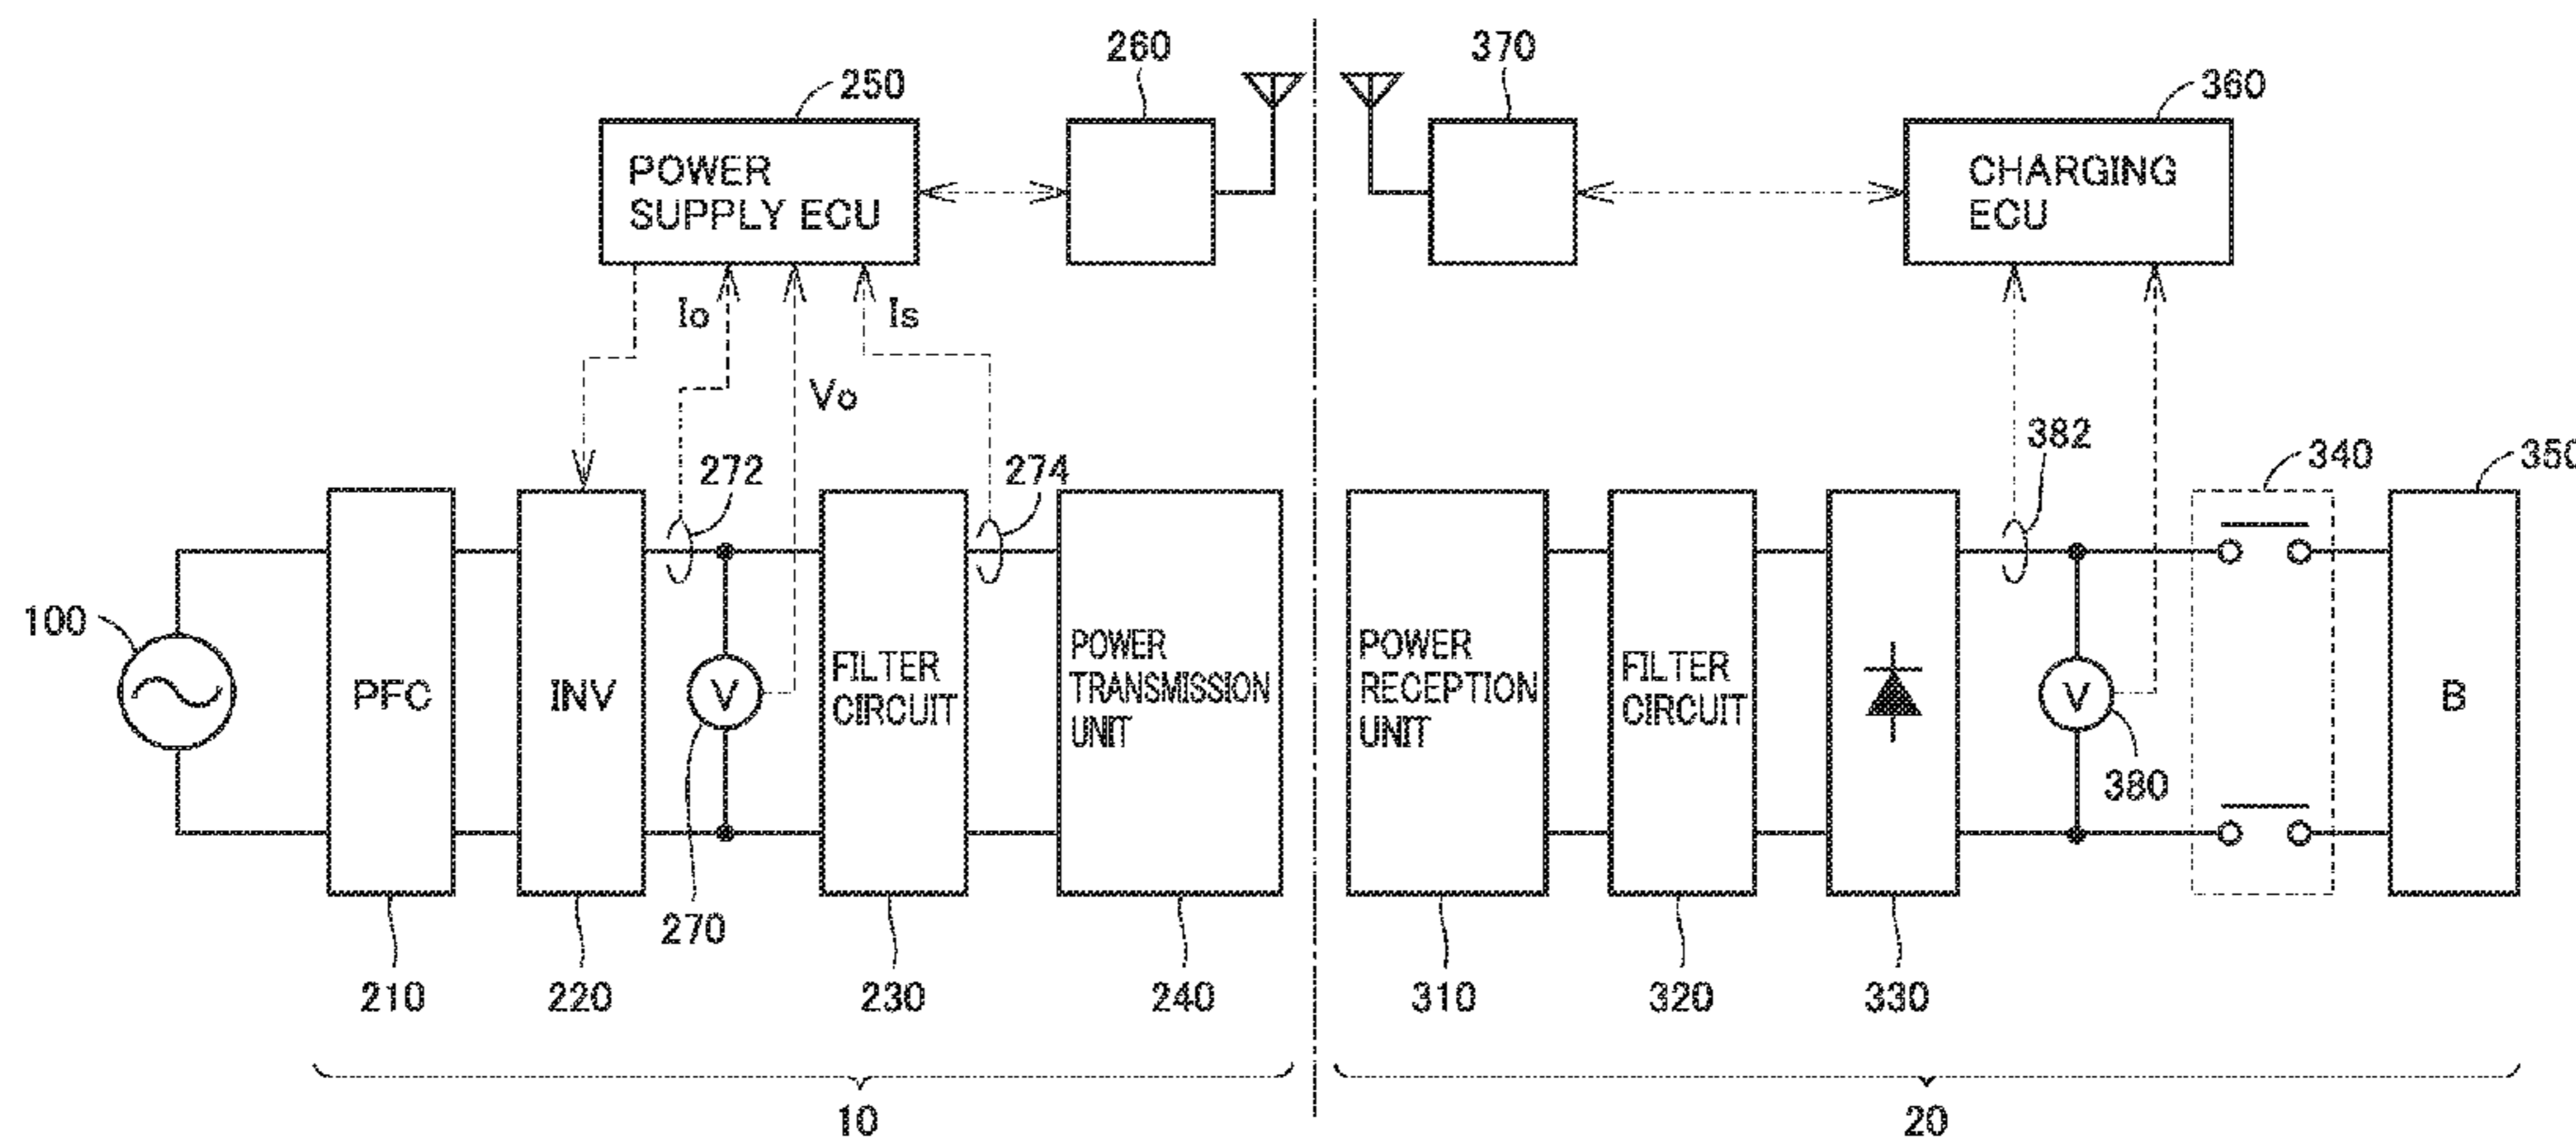 260
370
250
360
POWER
SUPPLY ECU
CHARGING
ECU
Io
Is
Vo
272
274
382
340
350
100
PFC
INV
V
FILTER
CIRCUIT
POWER
TRANSMISSION
UNIT
POWER
RECEPTION
UNIT
FILTER
CIRCUIT
V
B
380
270
210
220
230
240
310
320
330
10
20